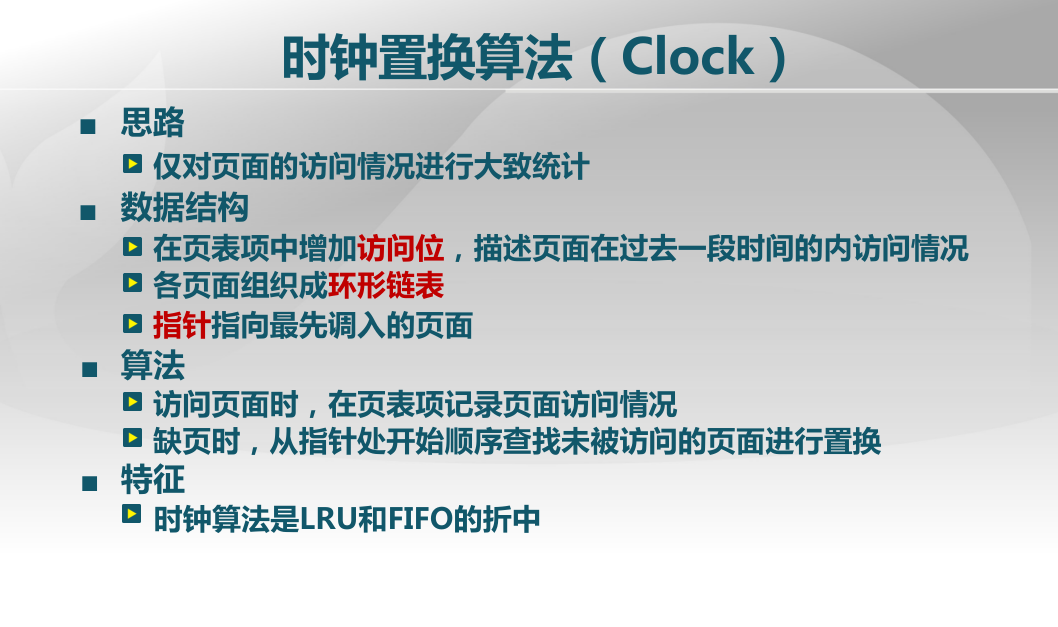 时钟置换算法（Clock）
思路
仅对页面的访问情况进行大致统计
数据结构
在页表项中增加访问位，描述页面在过去一段时间的内访问情况
各页面组织成环形链表
指针指向最先调入的页面
算法
访问页面时，在页表项记录页面访问情况
缺页时，从指针处开始顺序查找未被访问的页面进行置换
特征
时钟算法是LRU和FIFO的折中